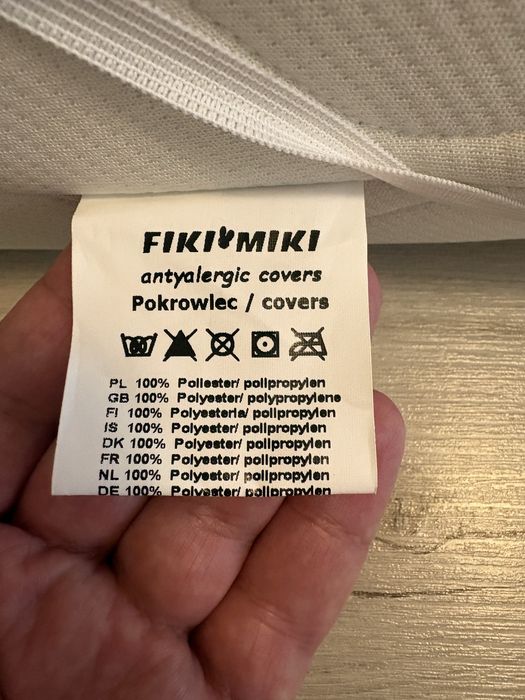 FIKI MIKI
antyalergic covers
Pokrowiec / covers
PL 100% Poliester/ polipropylen
GB 100% Polyester/ polypropylene
FI 100% Polyesteria/ polipropylen
IS 100% Polyester/ polipropylen
DK 100% Polyester/ polipropylen
FR 100% Polyester/ polipropylen
NL 100% Polyester/ polipropylen
DE 100% Polyester/ polipropylen